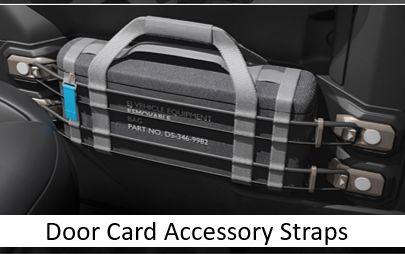 VEHICLE EQUIPMENT
REMOVABLE
BAG
PART NO. DS-346-9982
Door Card Accessory Straps